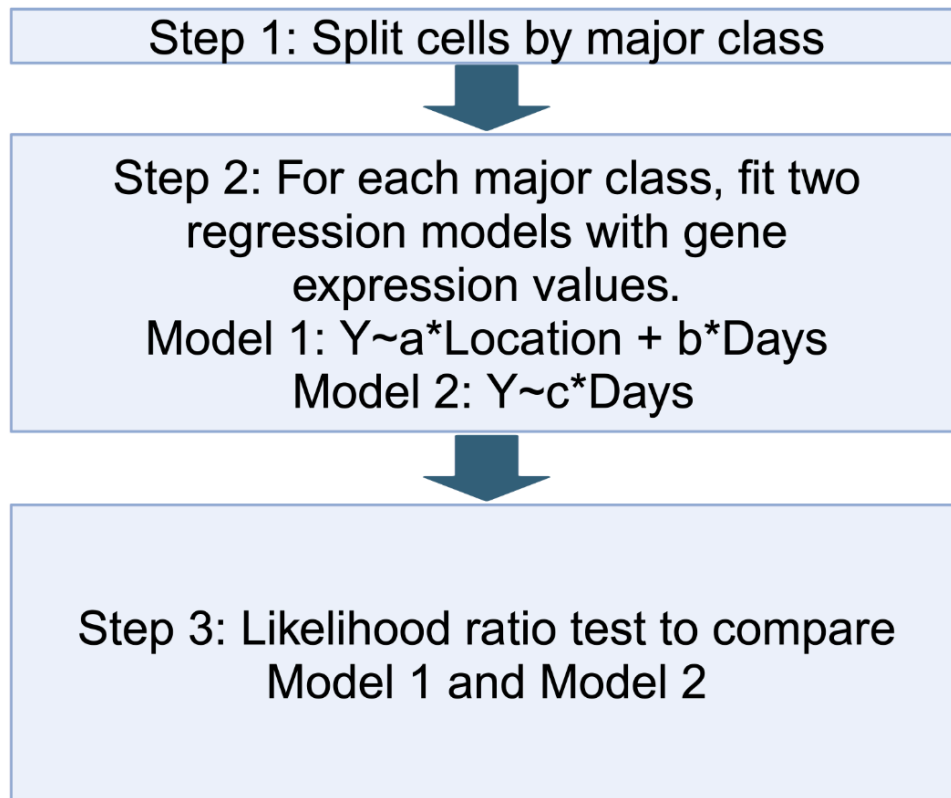 Step 1: Split cells by major class
Step 2: For each major class, fit two
regression models with gene
expression values.
Model 1: Y~a*Location + b*Days
Model 2: Y~c*Days
Step 3: Likelihood ratio test to compare
Model 1 and Model 2